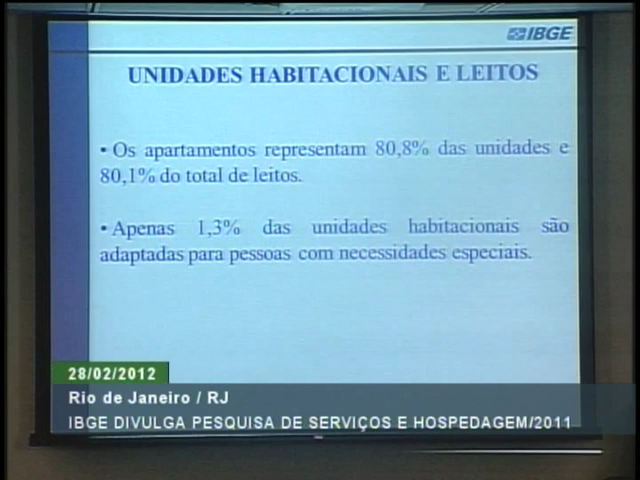 IBGE
UNIDADES HABITACIONAIS E LEITOS
• Os apartamentos representam 80,8% das unidades e
80,1% do total de leitos.
• Apenas 1,3% das unidades habitacionais são
adaptadas para pessoas com necessidades especiais.
28/02/2012
Rio de Janeiro / RJ
IBGE DIVULGA PESQUISA DE SERVIÇOS E HOSPEDAGEM/2011